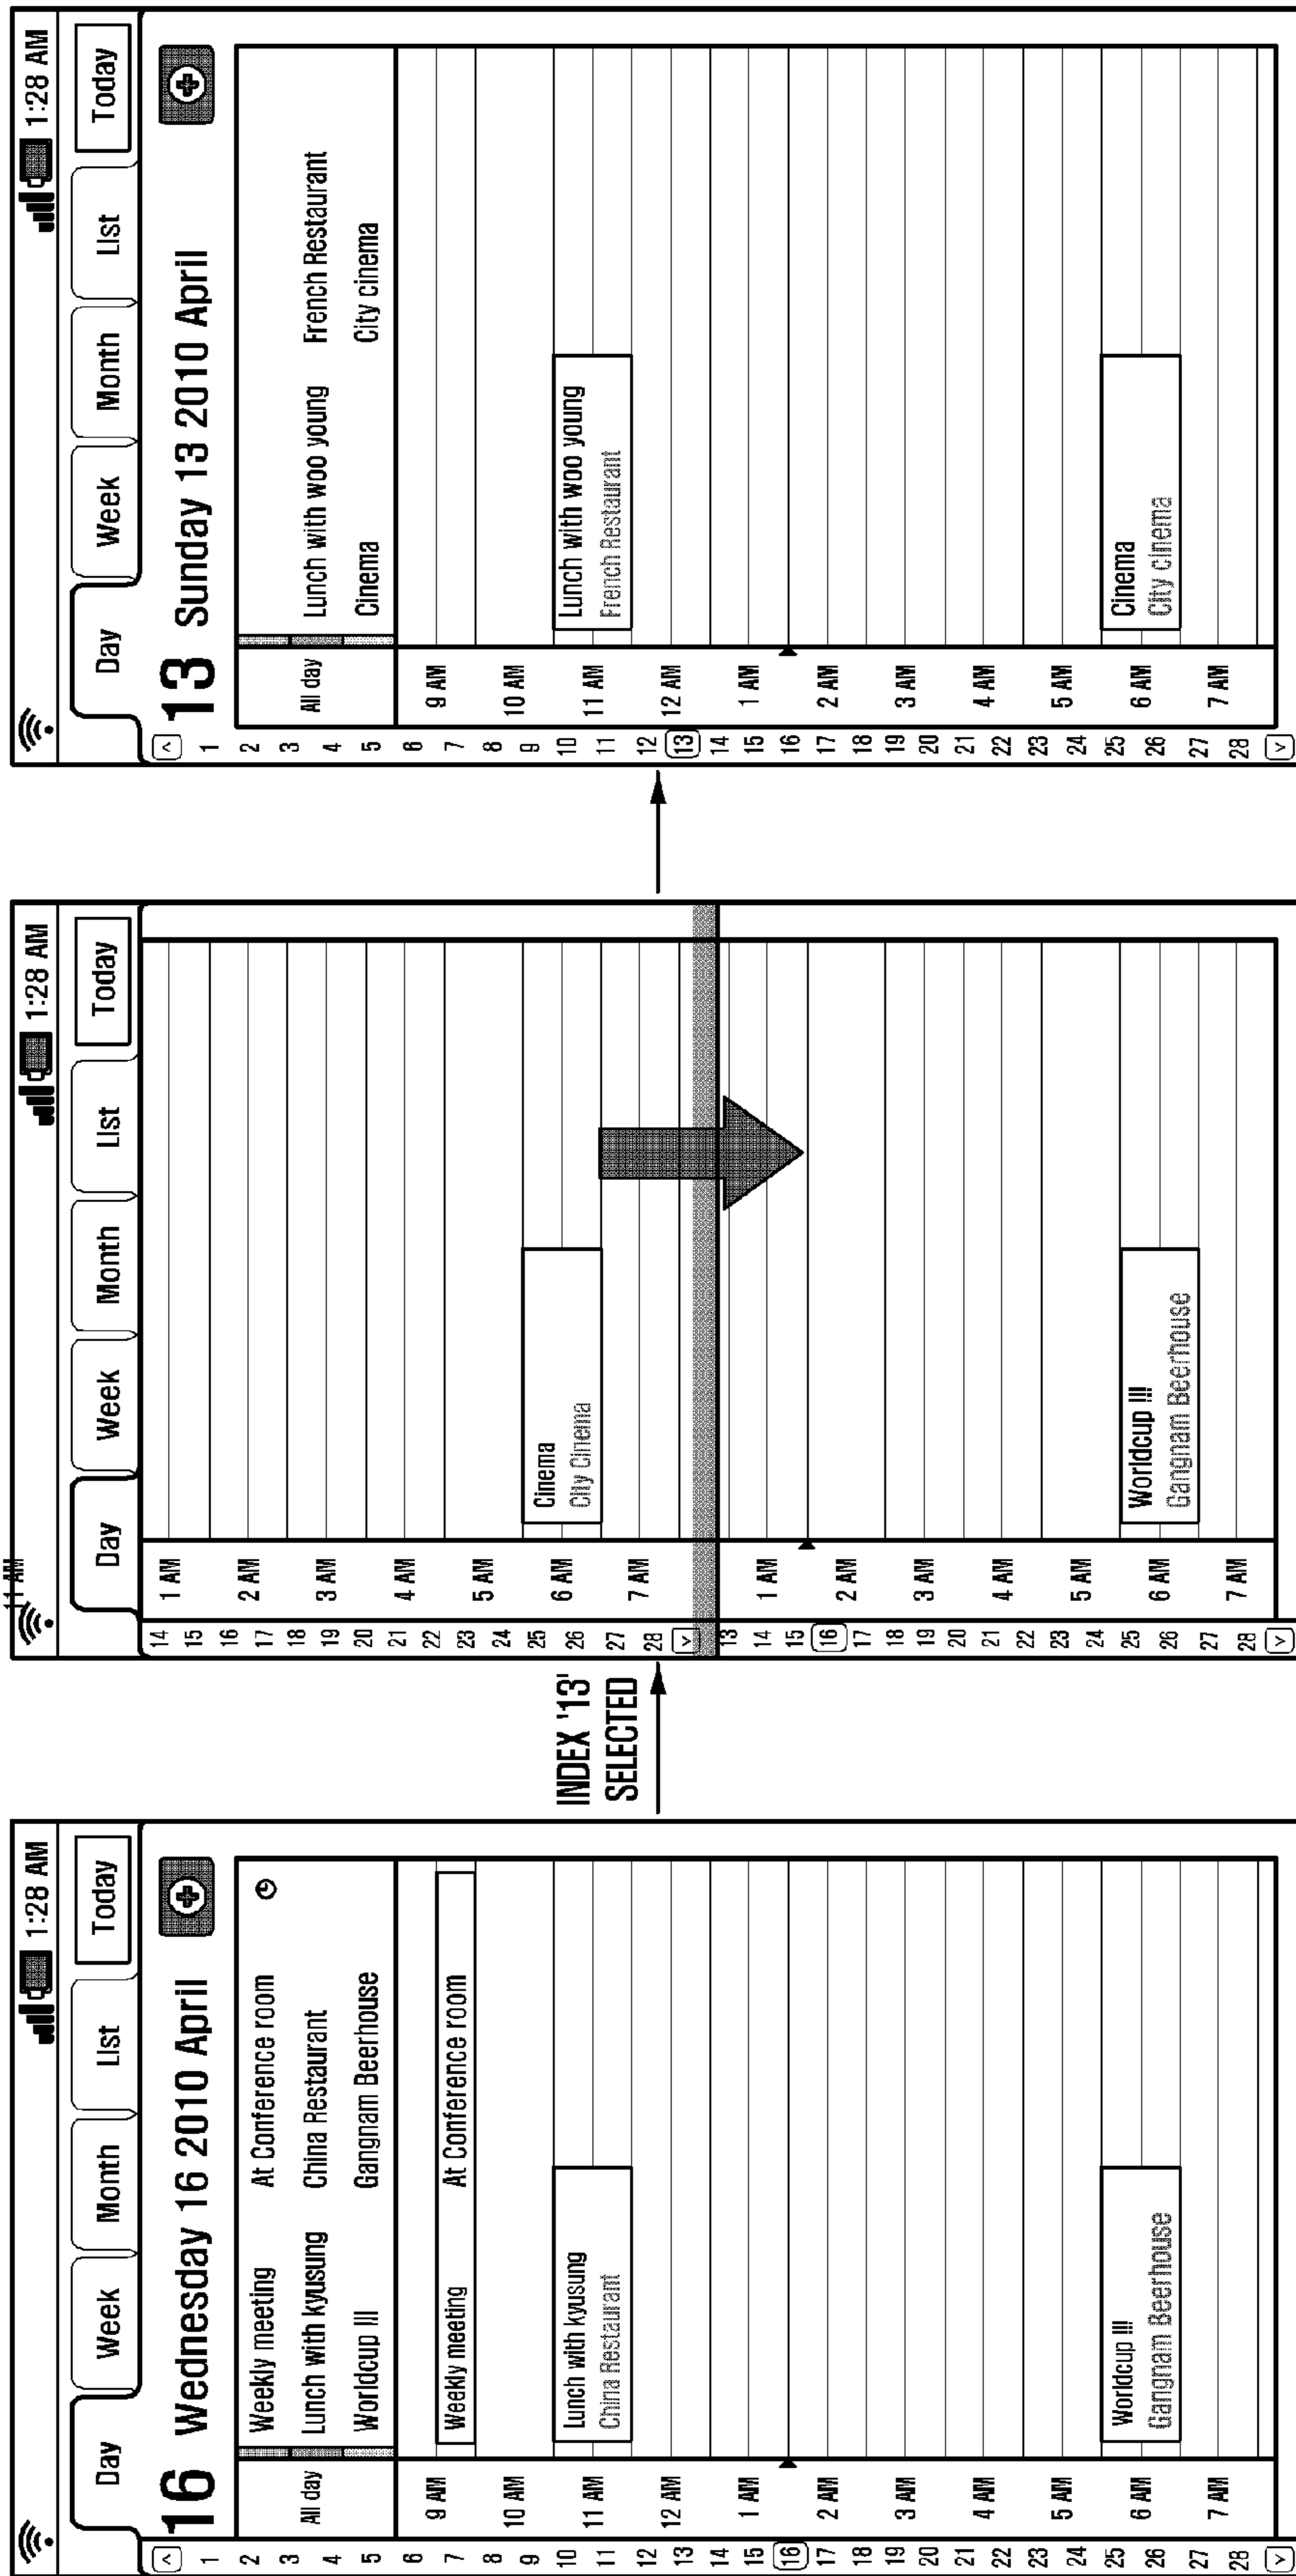 1:28 AM
Day Week Month List Today
16 Wednesday 16 2010 April
All day
Weekly meeting At Conference room
Lunch with kyusung China Restaurant
Worldcup !!! Gangnam Beerhouse
9 AM
Weekly meeting At Conference room
10 AM
11 AM
Lunch with kyusung
China Restaurant
12 AM
1 AM
2 AM
3 AM
4 AM
5 AM
6 AM
Worldcup !!!
Gangnam Beerhouse
7 AM
1
2
3
4
5
6
7
8
9
10
11
12
13
14
15
16
17
18
19
20
21
22
23
24
25
26
27
28
INDEX '13'
SELECTED
11 AM
1:28 AM
Day Week Month List Today
1 AM
2 AM
3 AM
4 AM
5 AM
6 AM
Cinema
City Cinema
7 AM
14
15
16
17
18
19
20
21
22
23
24
25
26
27
28
1 AM
2 AM
3 AM
4 AM
5 AM
6 AM
Worldcup !!!
Gangnam Beerhouse
7 AM
13
14
15
16
17
18
19
20
21
22
23
24
25
26
27
28
1:28 AM
Day Week Month List Today
13 Sunday 13 2010 April
All day
Lunch with woo young French Restaurant
Cinema City cinema
9 AM
10 AM
11 AM
Lunch with woo young
French Restaurant
12 AM
1 AM
2 AM
3 AM
4 AM
5 AM
6 AM
Cinema
City cinema
7 AM
1
2
3
4
5
6
7
8
9
10
11
12
13
14
15
16
17
18
19
20
21
22
23
24
25
26
27
28